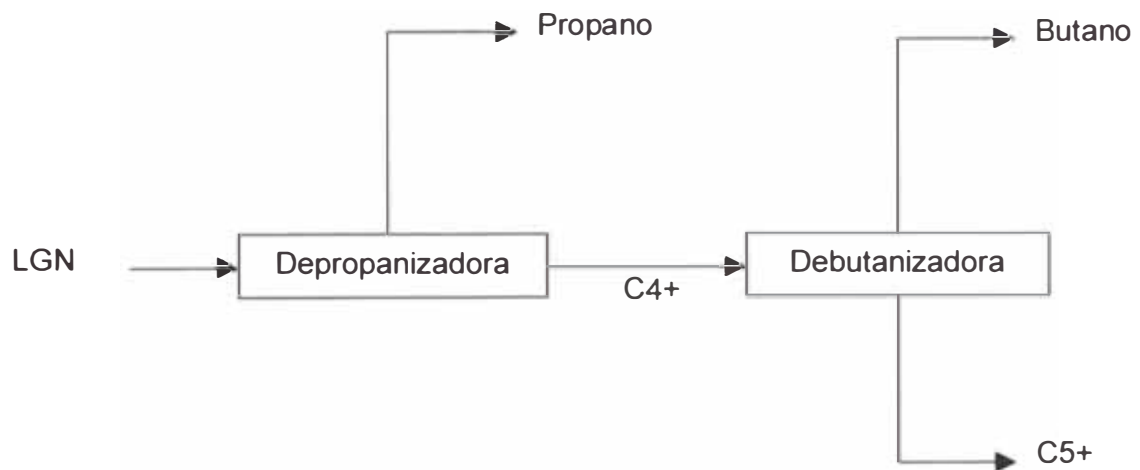 Propano
Butano
LGN
Depropanizadora
C4+
Debutanizadora
C5+